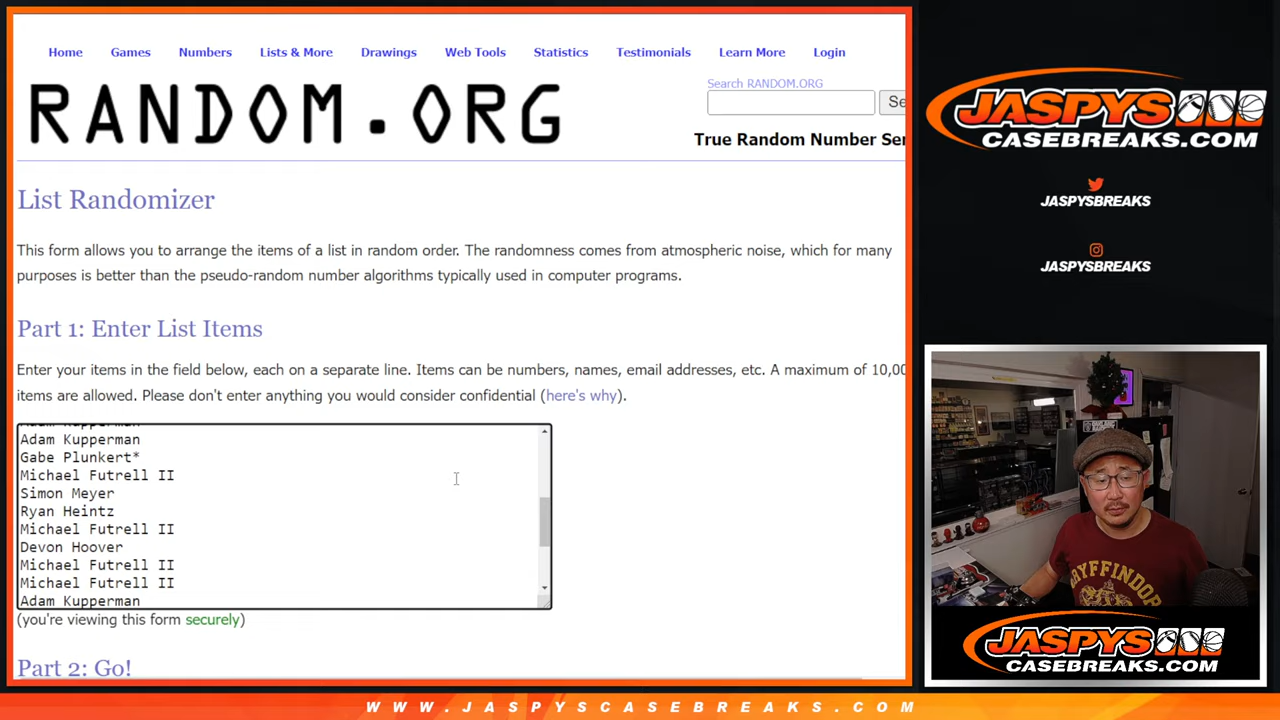 Home Games Numbers Lists & More Drawings Web Tools Statistics Testimonials Learn More Login
RANDOM.ORG
Search RANDOM.ORG
Se
True Random Number Ser
List Randomizer
This form allows you to arrange the items of a list in random order. The randomness comes from atmospheric noise, which for many
purposes is better than the pseudo-random number algorithms typically used in computer programs.
Part 1: Enter List Items
Enter your items in the field below, each on a separate line. Items can be numbers, names, email addresses, etc. A maximum of 10,00
items are allowed. Please don't enter anything you would consider confidential (here's why).
Adam Kupperman
Adam Kupperman
Gabe Plunkert*
Michael Futrell II
Simon Meyer
Ryan Heintz
Michael Futrell II
Devon Hoover
Michael Futrell II
Michael Futrell II
Adam Kupperman
(you're viewing this form securely)
Part 2: Go!
JASPYS
CASEBREAKS.COM
JASPYSBREAKS
JASPYSBREAKS
GRYFFINDOR
JASPYS
CASEBREAKS.COM
WWW.JASPYSCASEBREAKS.COM